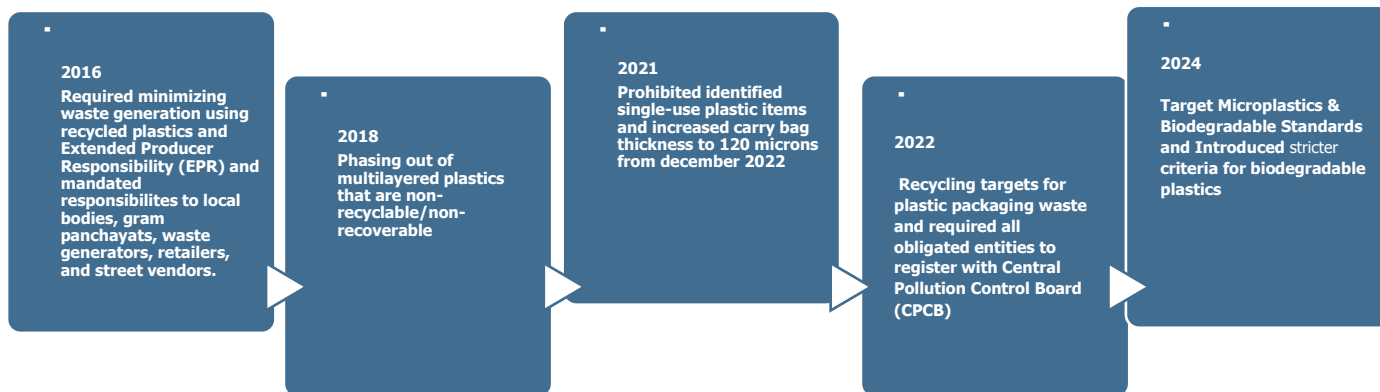 2016
Required minimizing
waste generation using
recycled plastics and
Extended Producer
Responsibility (EPR) and
mandated
responsibilites to local
bodies, gram
panchayats, waste
generators, retailers,
and street vendors.
2018
Phasing out of
multilayered plastics
that are non-
recyclable/non-
recoverable
2021
Prohibited identified
single-use plastic items
and increased carry bag
thickness to 120 microns
from december 2022
2022
Recycling targets for
plastic packaging waste
and required all
obligated entities to
register with Central
Pollution Control Board
(CPCB)
2024
Target Microplastics &
Biodegradable Standards
and Introduced stricter
criteria for biodegradable
plastics